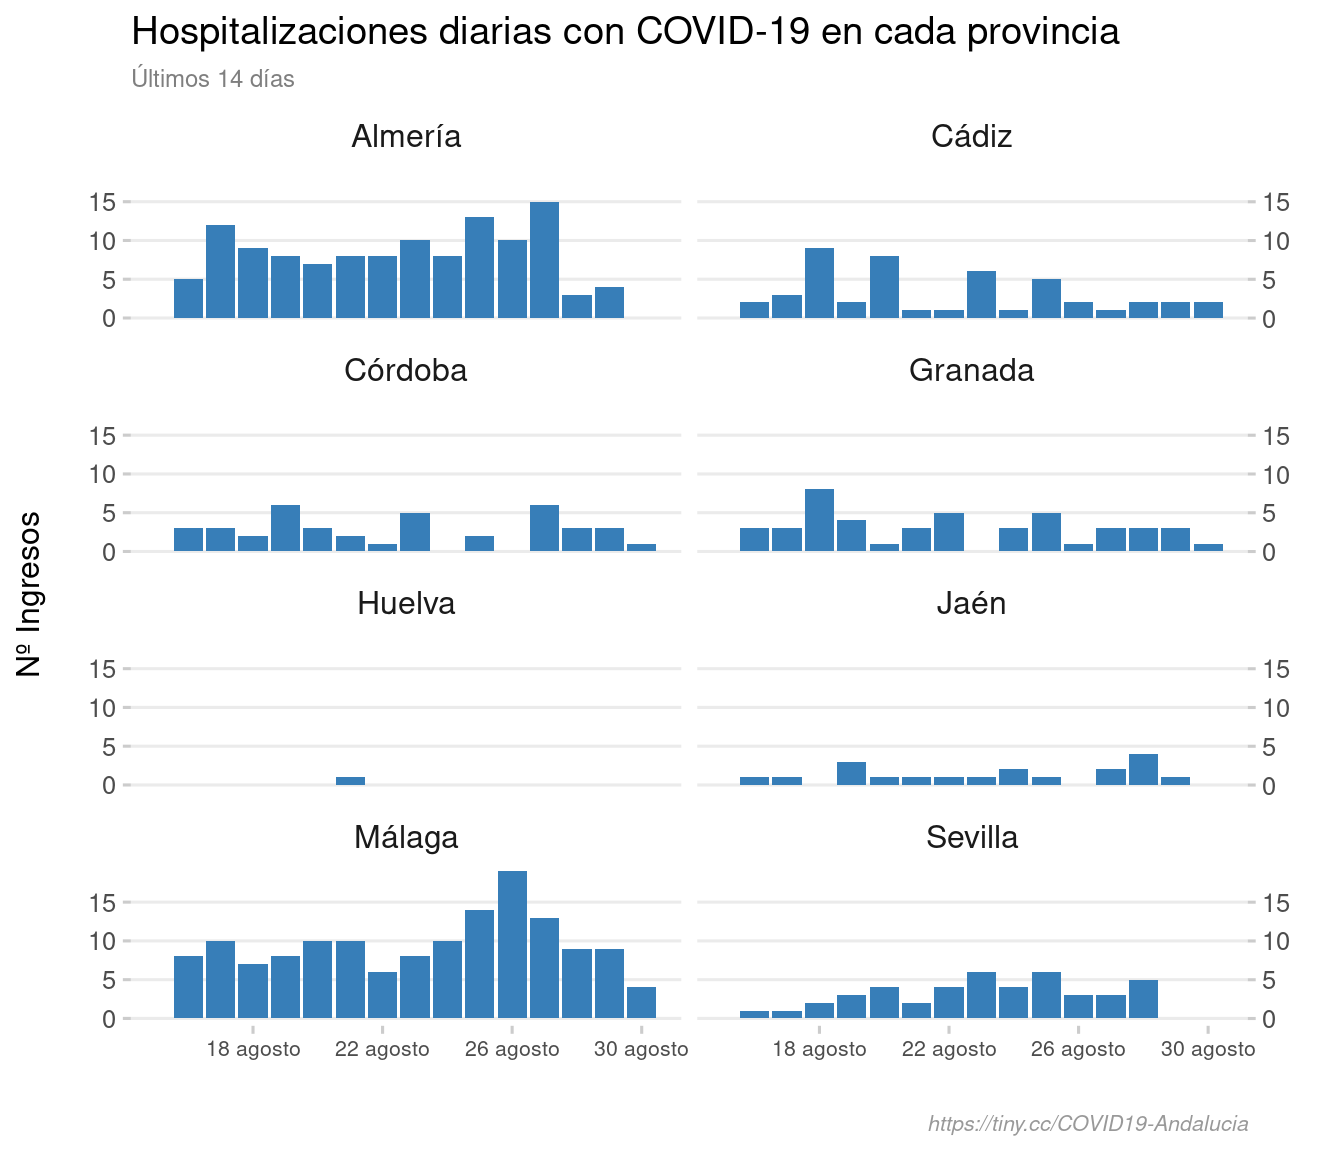 Hospitalizaciones diarias con COVID-19 en cada provincia
Últimos 14 días
Almería
Cádiz
15
10
5
0
15
10
5
0
Córdoba
Granada
15
10
5
0
15
10
5
0
Nº Ingresos
Huelva
Jaén
15
10
5
0
15
10
5
0
Málaga
Sevilla
15
10
5
0
15
10
5
0
18 agosto 22 agosto 26 agosto 30 agosto
18 agosto 22 agosto 26 agosto 30 agosto
https://tiny.cc/COVID19-Andalucia